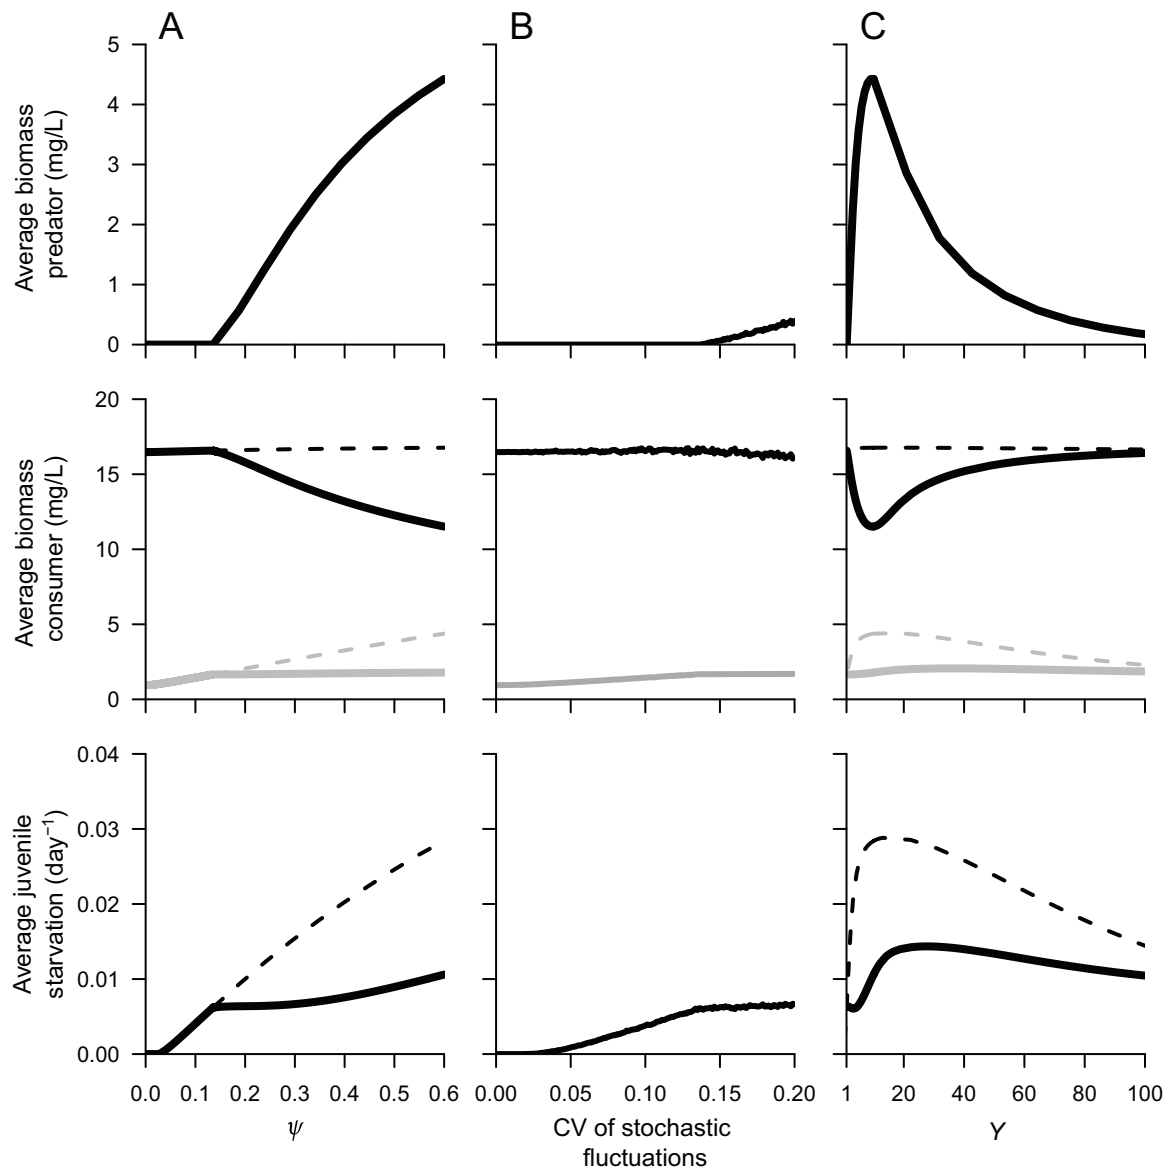 A
B
C
Average biomass
predator (mg/L)
5
4
3
2
1
0
Average biomass
consumer (mg/L)
20
15
10
5
0
Average juvenile
starvation (day⁻¹)
0.04
0.03
0.02
0.01
0.00
0.0 0.1 0.2 0.3 0.4 0.5 0.6
ψ
0.00 0.05 0.10 0.15 0.20
CV of stochastic
fluctuations
1 20 40 60 80 100
Y